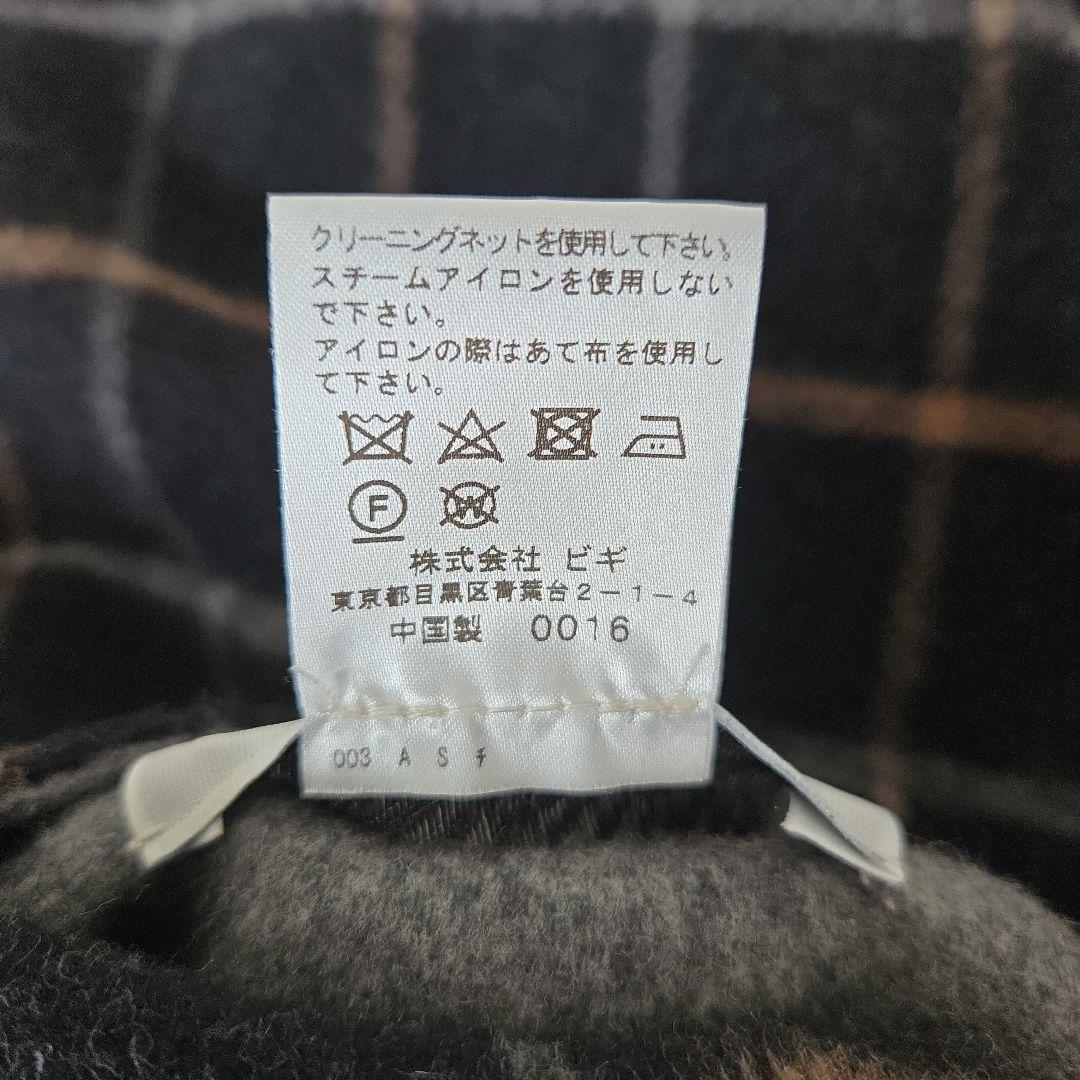 クリーニングネットを使用して下さい。
スチームアイロンを使用しない
で下さい。
アイロンの際はあて布を使用し
て下さい。
F W
株式会社 ビギ
東京都目黒区青葉台2-1-4
中国製 0016
003 A S チ